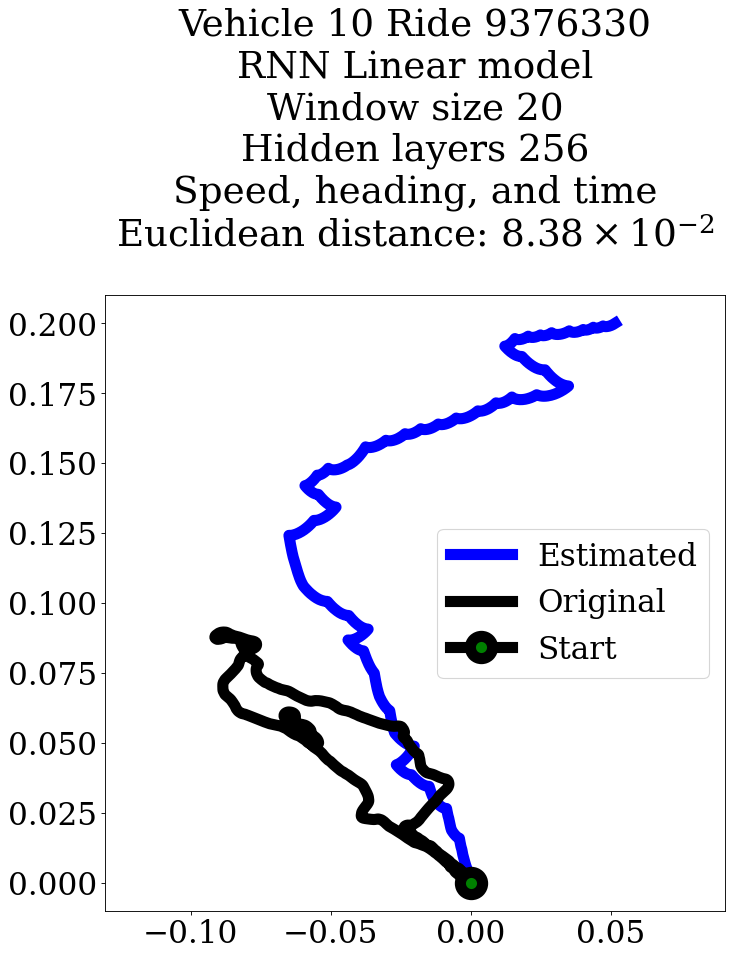 Vehicle 10 Ride 9376330
RNN Linear model
Window size 20
Hidden layers 256
Speed, heading, and time
Euclidean distance: 8.38 × 10⁻²
0.200
0.175
0.150
0.125
0.100
0.075
0.050
0.025
0.000
Estimated
Original
Start
−0.10 −0.05 0.00 0.05